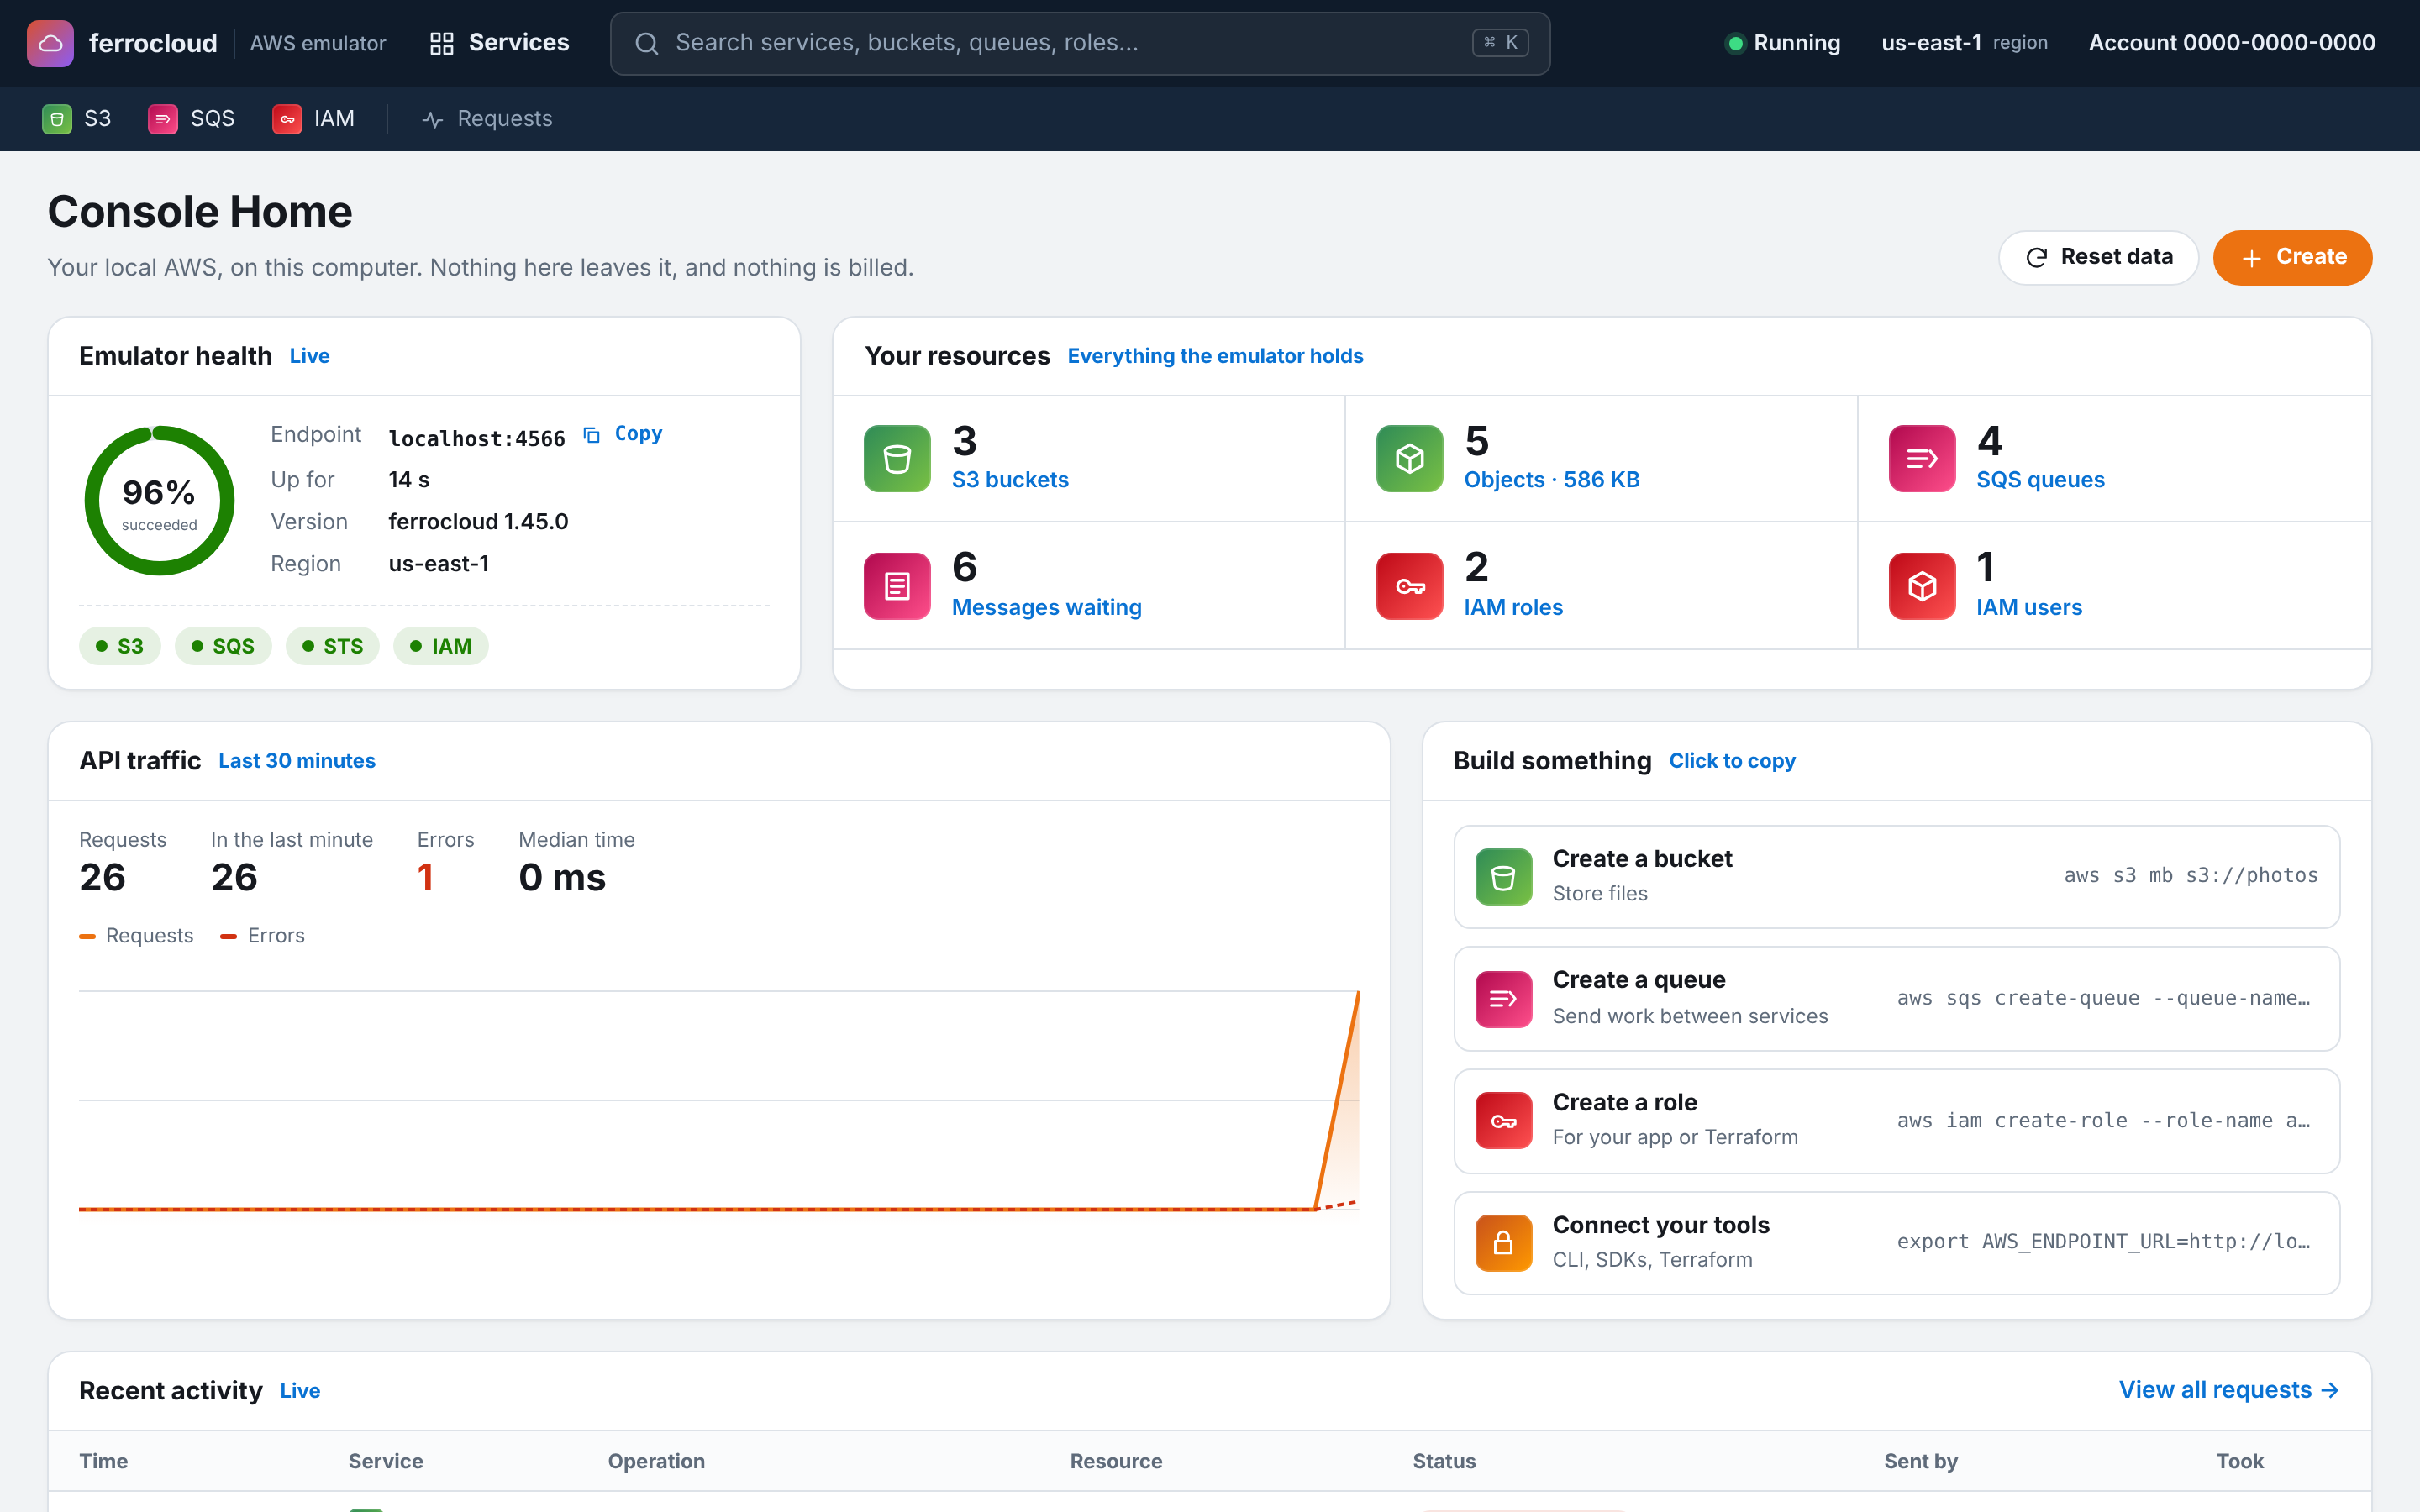 ferrocloud AWS emulator Services Search services, buckets, queues, roles... ⌘ K Running us-east-1 region Account 0000-0000-0000
S3 SQS IAM Requests
Console Home
Your local AWS, on this computer. Nothing here leaves it, and nothing is billed.
Reset data Create
Emulator health Live
96%
succeeded
Endpoint localhost:4566 Copy
Up for 14 s
Version ferrocloud 1.45.0
Region us-east-1
S3 SQS STS IAM
Your resources Everything the emulator holds
3
S3 buckets
5
Objects · 586 KB
4
SQS queues
6
Messages waiting
2
IAM roles
1
IAM users
API traffic Last 30 minutes
Requests In the last minute Errors Median time
26 26 1 0 ms
Requests Errors
Build something Click to copy
Create a bucket
Store files
aws s3 mb s3://photos
Create a queue
Send work between services
aws sqs create-queue --queue-name…
Create a role
For your app or Terraform
aws iam create-role --role-name a…
Connect your tools
CLI, SDKs, Terraform
export AWS_ENDPOINT_URL=http://lo…
Recent activity Live View all requests →
Time Service Operation Resource Status Sent by Took